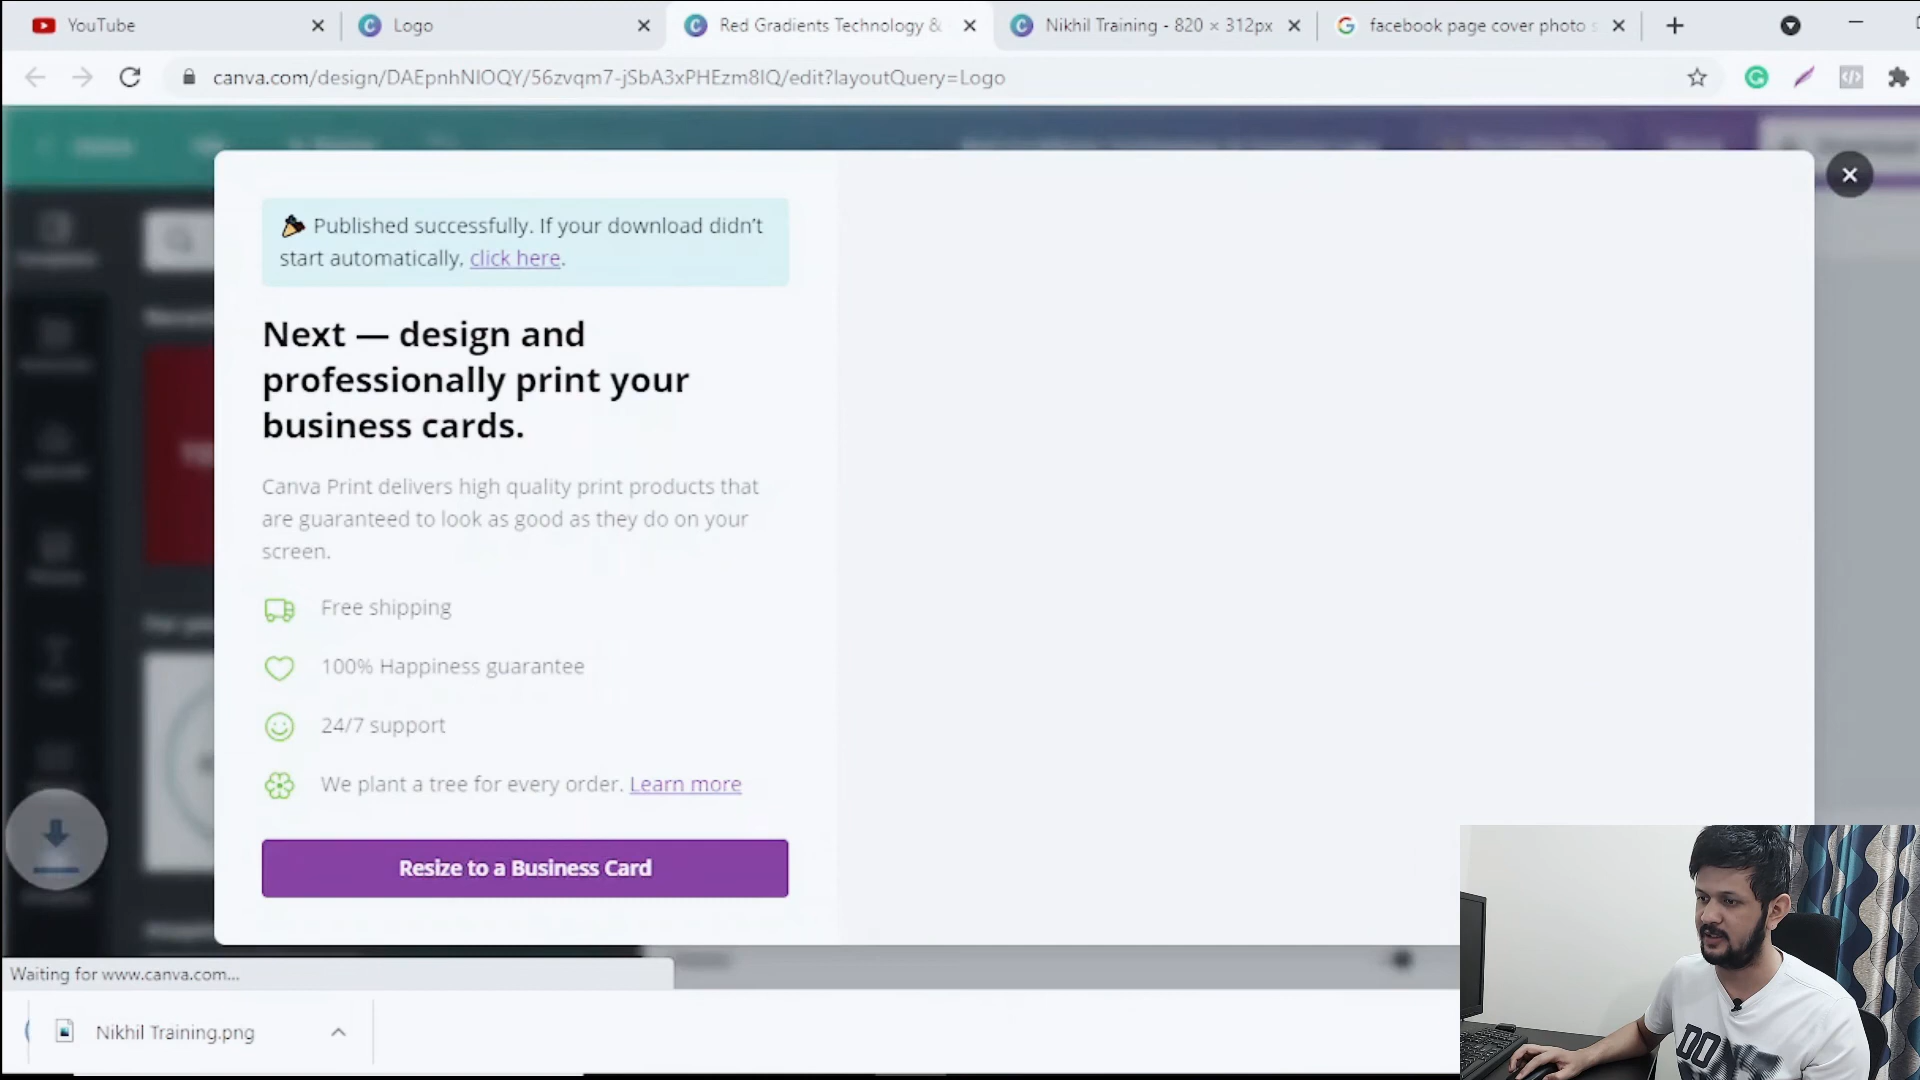 YouTube
Logo
Red Gradients Technology &
Nikhil Training - 820 × 312px
facebook page cover photo s
canva.com/design/DAEpnhNIOQY/56zvqm7-jSbA3xPHEzm8IQ/edit?layoutQuery=Logo
Published successfully. If your download didn't
start automatically, click here.
Next — design and
professionally print your
business cards.
Canva Print delivers high quality print products that
are guaranteed to look as good as they do on your
screen.
Free shipping
100% Happiness guarantee
24/7 support
We plant a tree for every order. Learn more
Resize to a Business Card
Waiting for www.canva.com...
Nikhil Training.png
DO